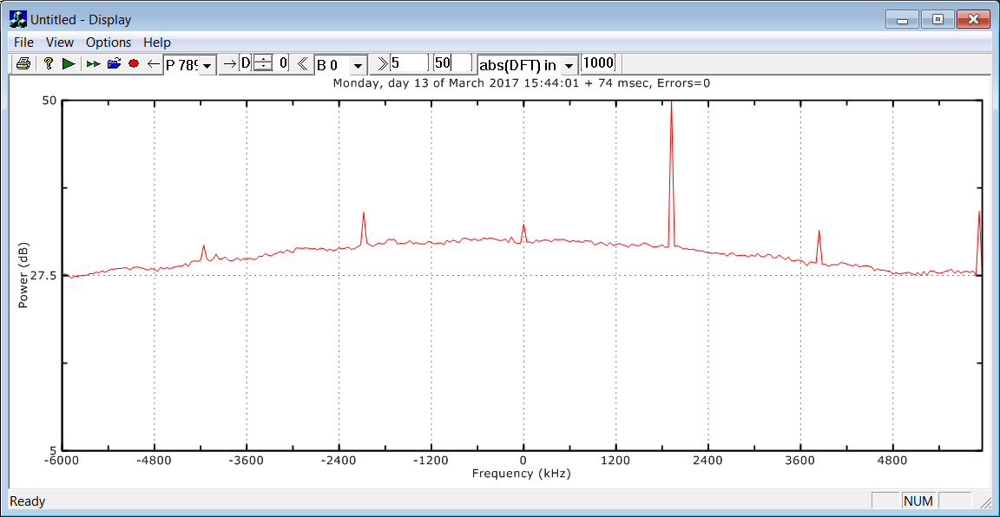 Untitled - Display
File View Options Help
P 789 D 0 B 0 5 50 abs(DFT) in 1000
Monday, day 13 of March 2017 15:44:01 + 74 msec, Errors=0
50
27.5
5
Power (dB)
-6000 -4800 -3600 -2400 -1200 0 1200 2400 3600 4800
Frequency (kHz)
Ready NUM